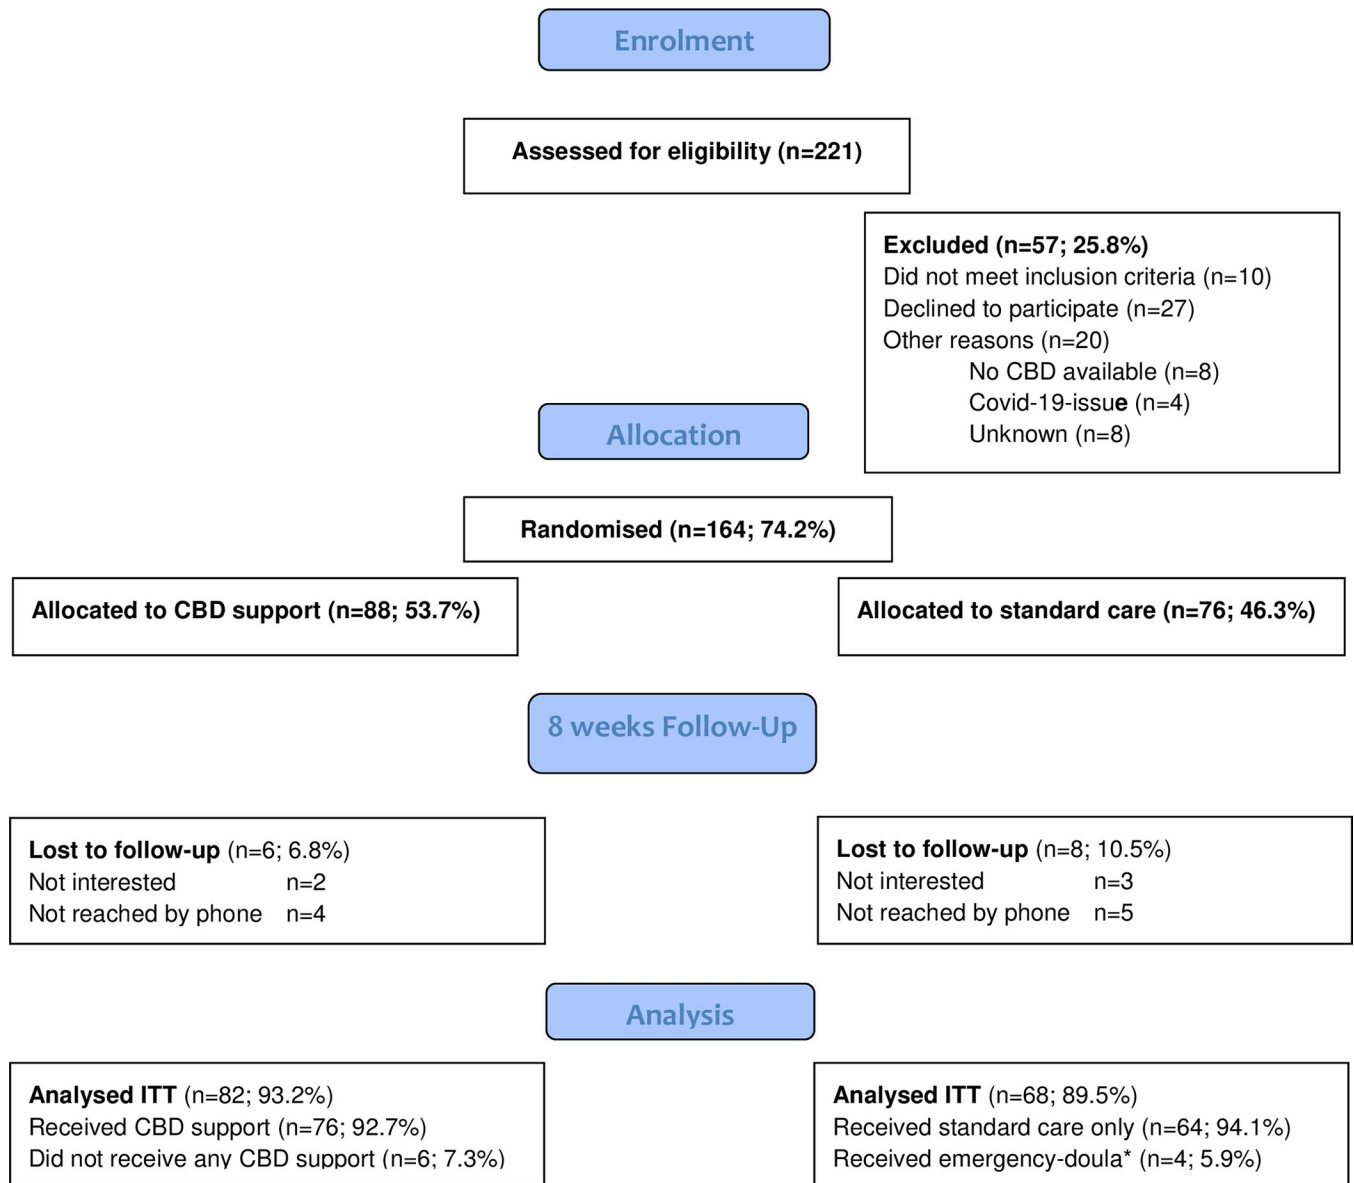 Enrolment
Assessed for eligibility (n=221)
Excluded (n=57; 25.8%)
Did not meet inclusion criteria (n=10)
Declined to participate (n=27)
Other reasons (n=20)
No CBD available (n=8)
Covid-19-issue (n=4)
Unknown (n=8)
Allocation
Randomised (n=164; 74.2%)
Allocated to CBD support (n=88; 53.7%)
Allocated to standard care (n=76; 46.3%)
8 weeks Follow-Up
Lost to follow-up (n=6; 6.8%)
Not interested n=2
Not reached by phone n=4
Lost to follow-up (n=8; 10.5%)
Not interested n=3
Not reached by phone n=5
Analysis
Analysed ITT (n=82; 93.2%)
Received CBD support (n=76; 92.7%)
Did not receive any CBD support (n=6; 7.3%)
Analysed ITT (n=68; 89.5%)
Received standard care only (n=64; 94.1%)
Received emergency-doula* (n=4; 5.9%)